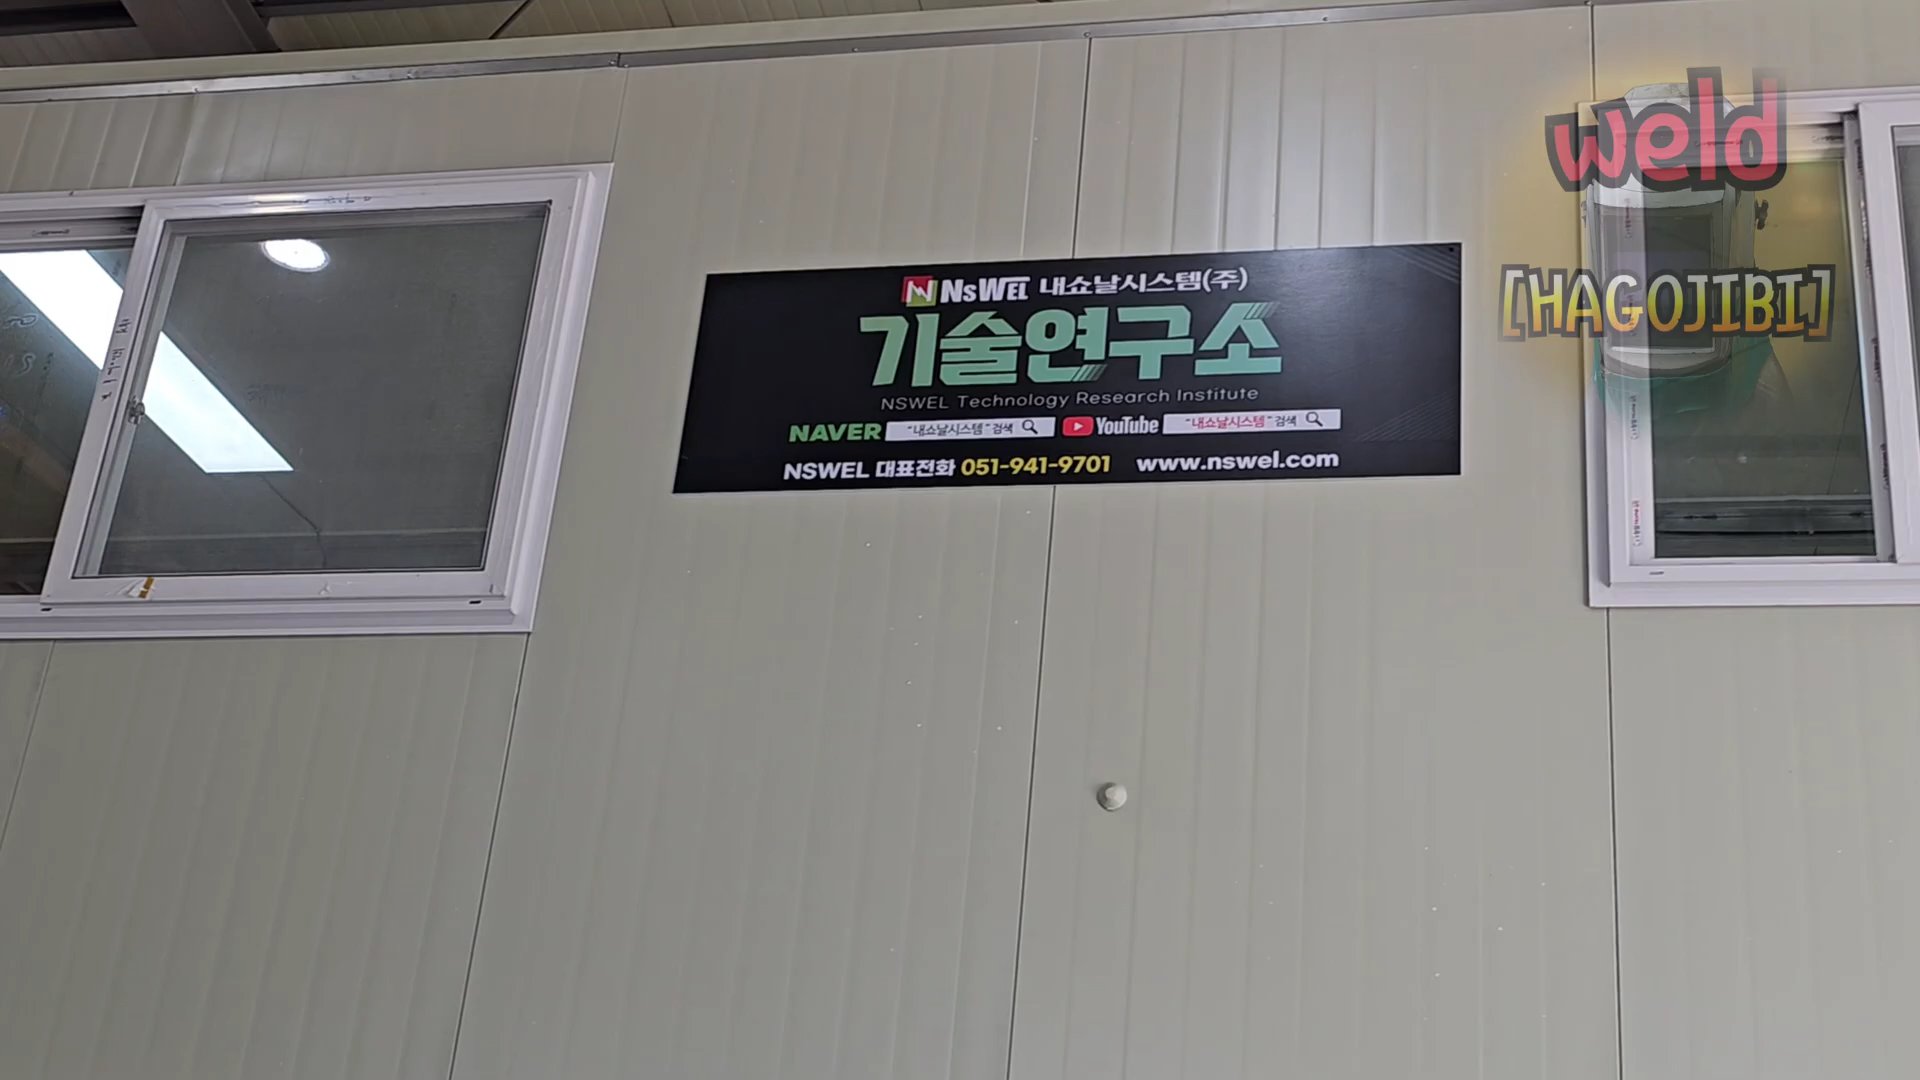 NSWEL 내쇼날시스템(주)
기술연구소
NSWEL Technology Research Institute
NAVER "내쇼날시스템" 검색 YouTube "내쇼날시스템" 검색
NSWEL 대표전화 051-941-9701 www.nswel.com
weld
[HAGOJIBI]